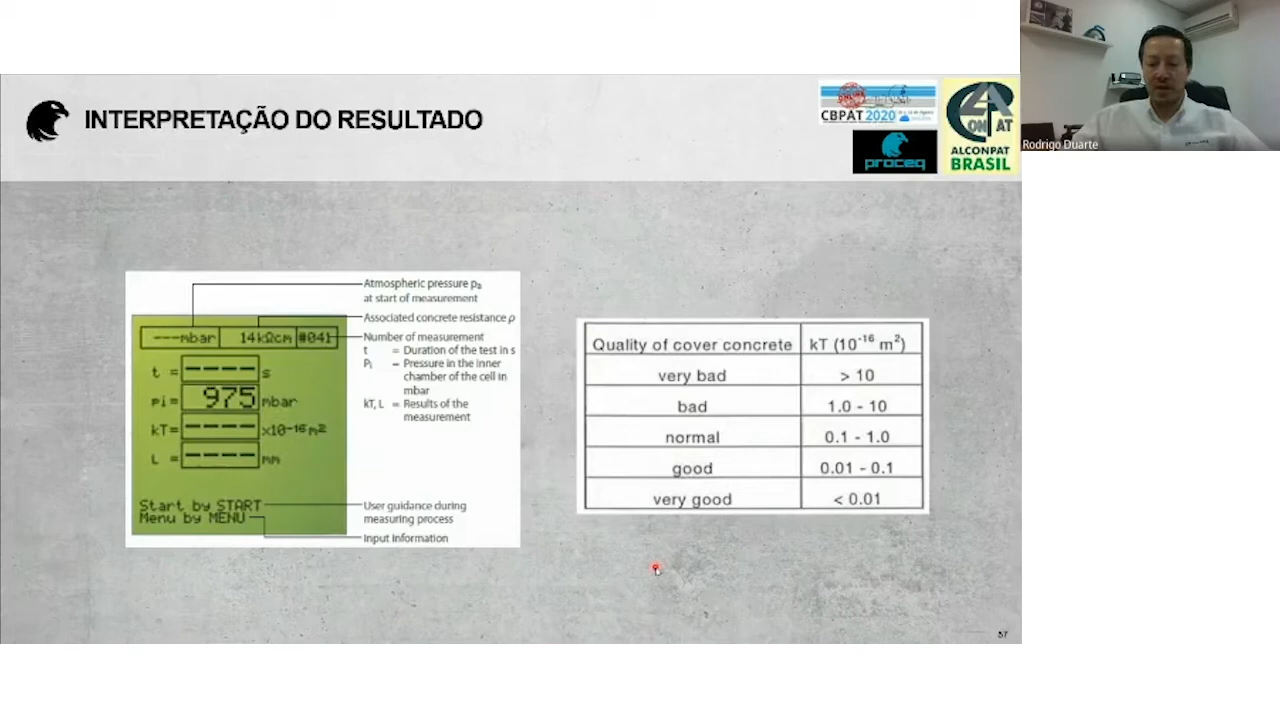 INTERPRETAÇÃO DO RESULTADO
CBPAT 2020
proceq
ALCONPAT
BRASIL
Rodrigo Duarte
---mbar 14kΩcm #041
t = ---- s
pi= 975 mbar
kT= ---- x10-16m2
L = ---- mm
Start by START
Menu by MENU
Atmospheric pressure pa
at start of measurement
Associated concrete resistance ρ
Number of measurement
t = Duration of the test in s
Pi = Pressure in the inner
chamber of the cell in
mbar
kT, L = Results of the
measurement
User guidance during
measuring process
Input Information
Quality of cover concrete kT (10-16 m2)
very bad > 10
bad 1.0 - 10
normal 0.1 - 1.0
good 0.01 - 0.1
very good < 0.01
57